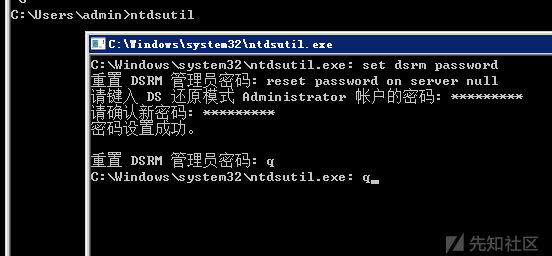 C:\Users\admin>ntdsutil
C:\Windows\system32\ntdsutil.exe
C:\Windows\system32\ntdsutil.exe: set dsrm password
重置 DSRM 管理员密码: reset password on server null
请键入 DS 还原模式 Administrator 帐户的密码: *********
请确认新密码: *********
密码设置成功。
重置 DSRM 管理员密码: q
C:\Windows\system32\ntdsutil.exe: q_
先知社区